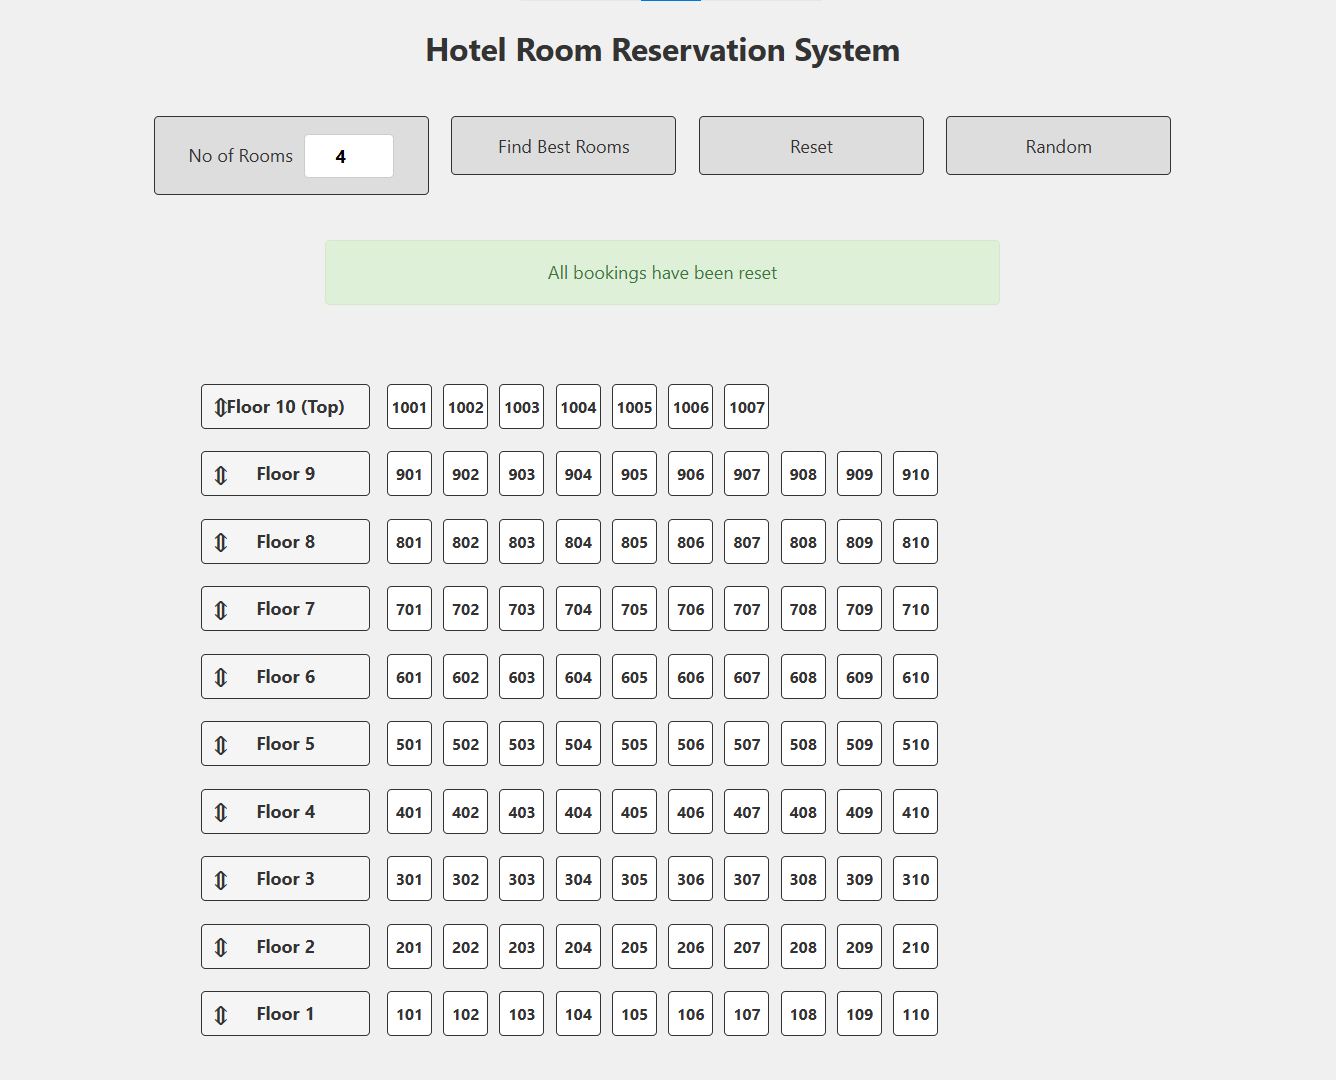 Hotel Room Reservation System
No of Rooms 4 Find Best Rooms Reset Random
All bookings have been reset
⇕Floor 10 (Top) 1001 1002 1003 1004 1005 1006 1007
⇕ Floor 9 901 902 903 904 905 906 907 908 909 910
⇕ Floor 8 801 802 803 804 805 806 807 808 809 810
⇕ Floor 7 701 702 703 704 705 706 707 708 709 710
⇕ Floor 6 601 602 603 604 605 606 607 608 609 610
⇕ Floor 5 501 502 503 504 505 506 507 508 509 510
⇕ Floor 4 401 402 403 404 405 406 407 408 409 410
⇕ Floor 3 301 302 303 304 305 306 307 308 309 310
⇕ Floor 2 201 202 203 204 205 206 207 208 209 210
⇕ Floor 1 101 102 103 104 105 106 107 108 109 110